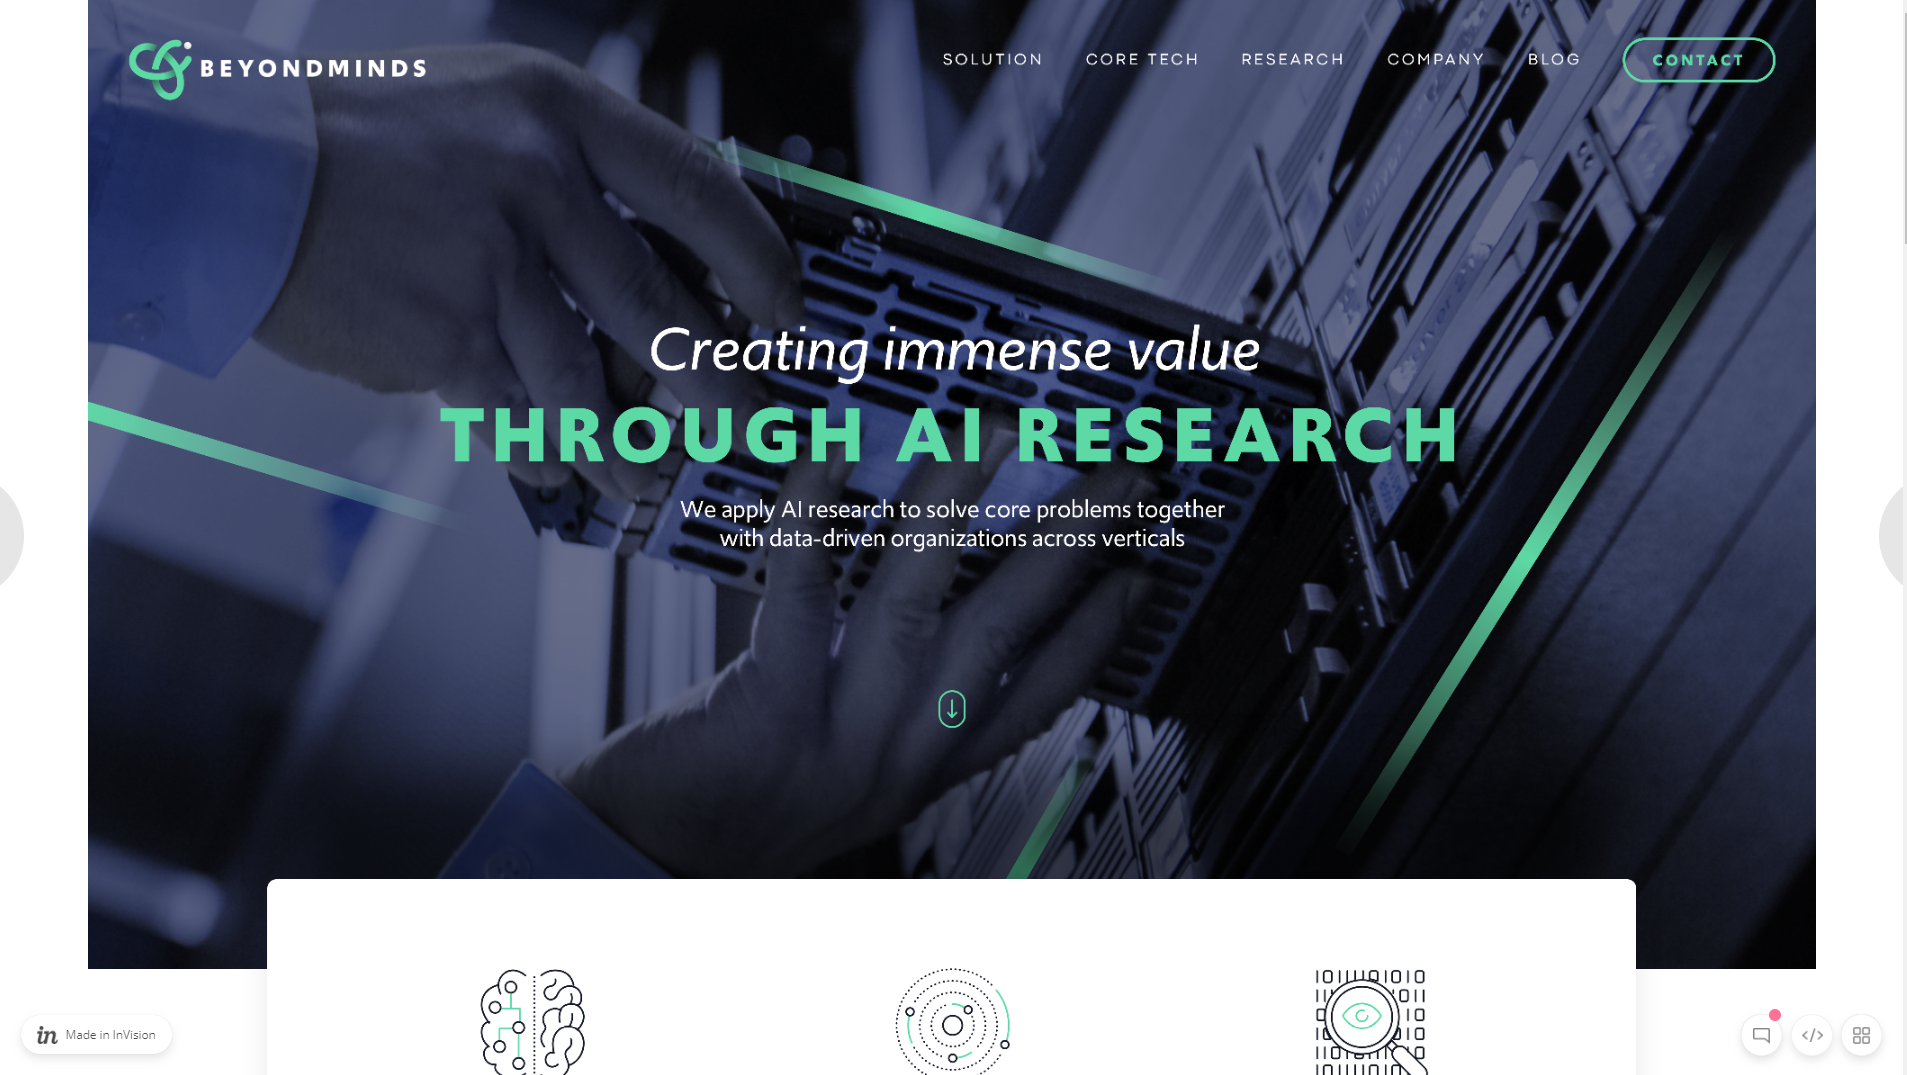 BEYONDMINDS
SOLUTION
CORE TECH
RESEARCH
COMPANY
BLOG
CONTACT
Creating immense value
THROUGH AI RESEARCH
We apply AI research to solve core problems together
with data-driven organizations across verticals
in Made in InVision